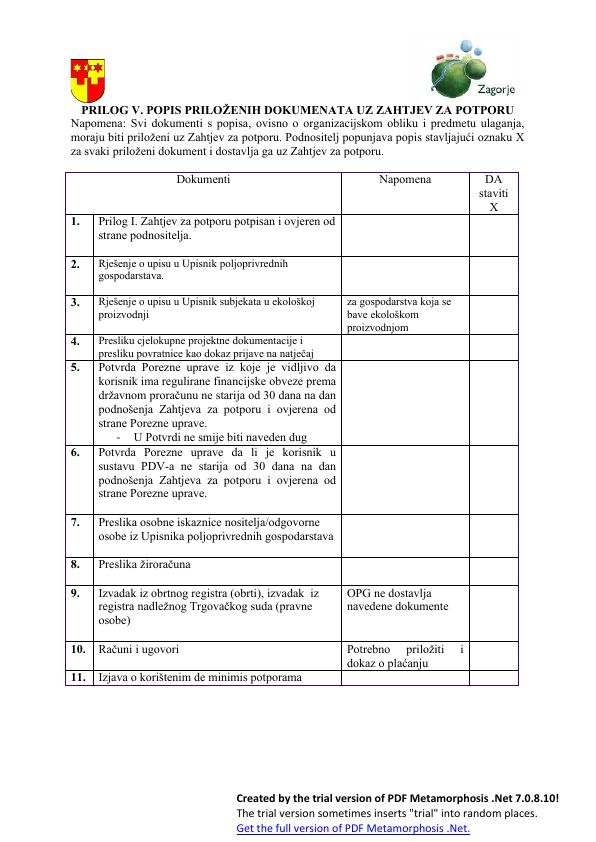 Zagorje
PRILOG V. POPIS PRILOŽENIH DOKUMENATA UZ ZAHTJEV ZA POTPORU
Napomena: Svi dokumenti s popisa, ovisno o organizacijskom obliku i predmetu ulaganja,
moraju biti priloženi uz Zahtjev za potporu. Podnositelj popunjava popis stavljajući oznaku X
za svaki priloženi dokument i dostavlja ga uz Zahtjev za potporu.
Dokumenti Napomena DA
staviti
X
1. Prilog I. Zahtjev za potporu potpisan i ovjeren od
strane podnositelja.
2. Rješenje o upisu u Upisnik poljoprivrednih
gospodarstava.
3. Rješenje o upisu u Upisnik subjekata u ekološkoj za gospodarstva koja se
proizvodnji bave ekološkom
proizvodnjom
4. Presliku cjelokupne projektne dokumentacije i
presliku povratnice kao dokaz prijave na natječaj
5. Potvrda Porezne uprave iz koje je vidljivo da
korisnik ima regulirane financijske obveze prema
državnom proračunu ne starija od 30 dana na dan
podnošenja Zahtjeva za potporu i ovjerena od
strane Porezne uprave.
- U Potvrdi ne smije biti naveden dug
6. Potvrda Porezne uprave da li je korisnik u
sustavu PDV-a ne starija od 30 dana na dan
podnošenja Zahtjeva za potporu i ovjerena od
strane Porezne uprave.
7. Preslika osobne iskaznice nositelja/odgovorne
osobe iz Upisnika poljoprivrednih gospodarstava
8. Preslika žiroračuna
9. Izvadak iz obrtnog registra (obrti), izvadak iz OPG ne dostavlja
registra nadležnog Trgovačkog suda (pravne navedene dokumente
osobe)
10. Računi i ugovori Potrebno priložiti i
dokaz o plaćanju
11. Izjava o korištenim de minimis potporama
Created by the trial version of PDF Metamorphosis .Net 7.0.8.10!
The trial version sometimes inserts "trial" into random places.
Get the full version of PDF Metamorphosis .Net.